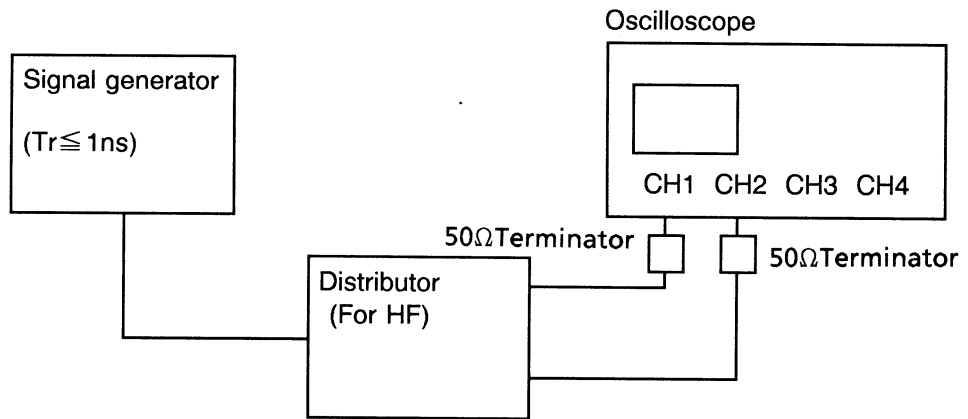 Oscilloscope
Signal generator
(Tr≦1ns)
CH1 CH2 CH3 CH4
50ΩTerminator
50ΩTerminator
Distributor
(For HF)